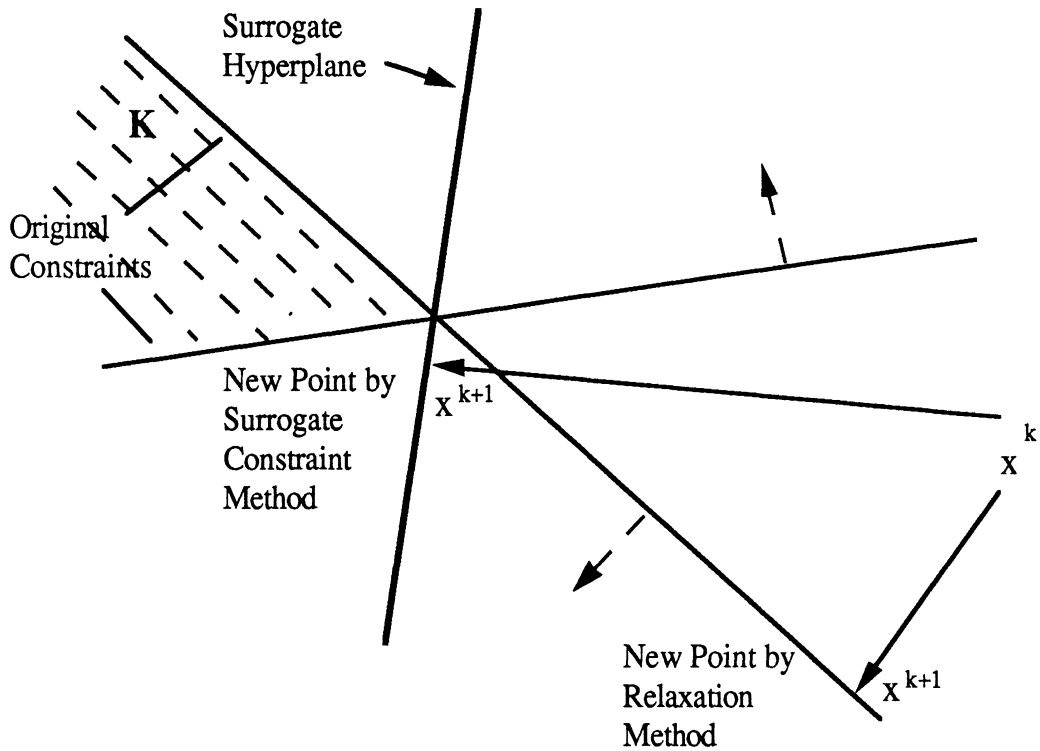 Surrogate
Hyperplane
K
Original
Constraints
New Point by
Surrogate
Constraint
Method
x k+1
x k
New Point by
Relaxation
Method
x k+1